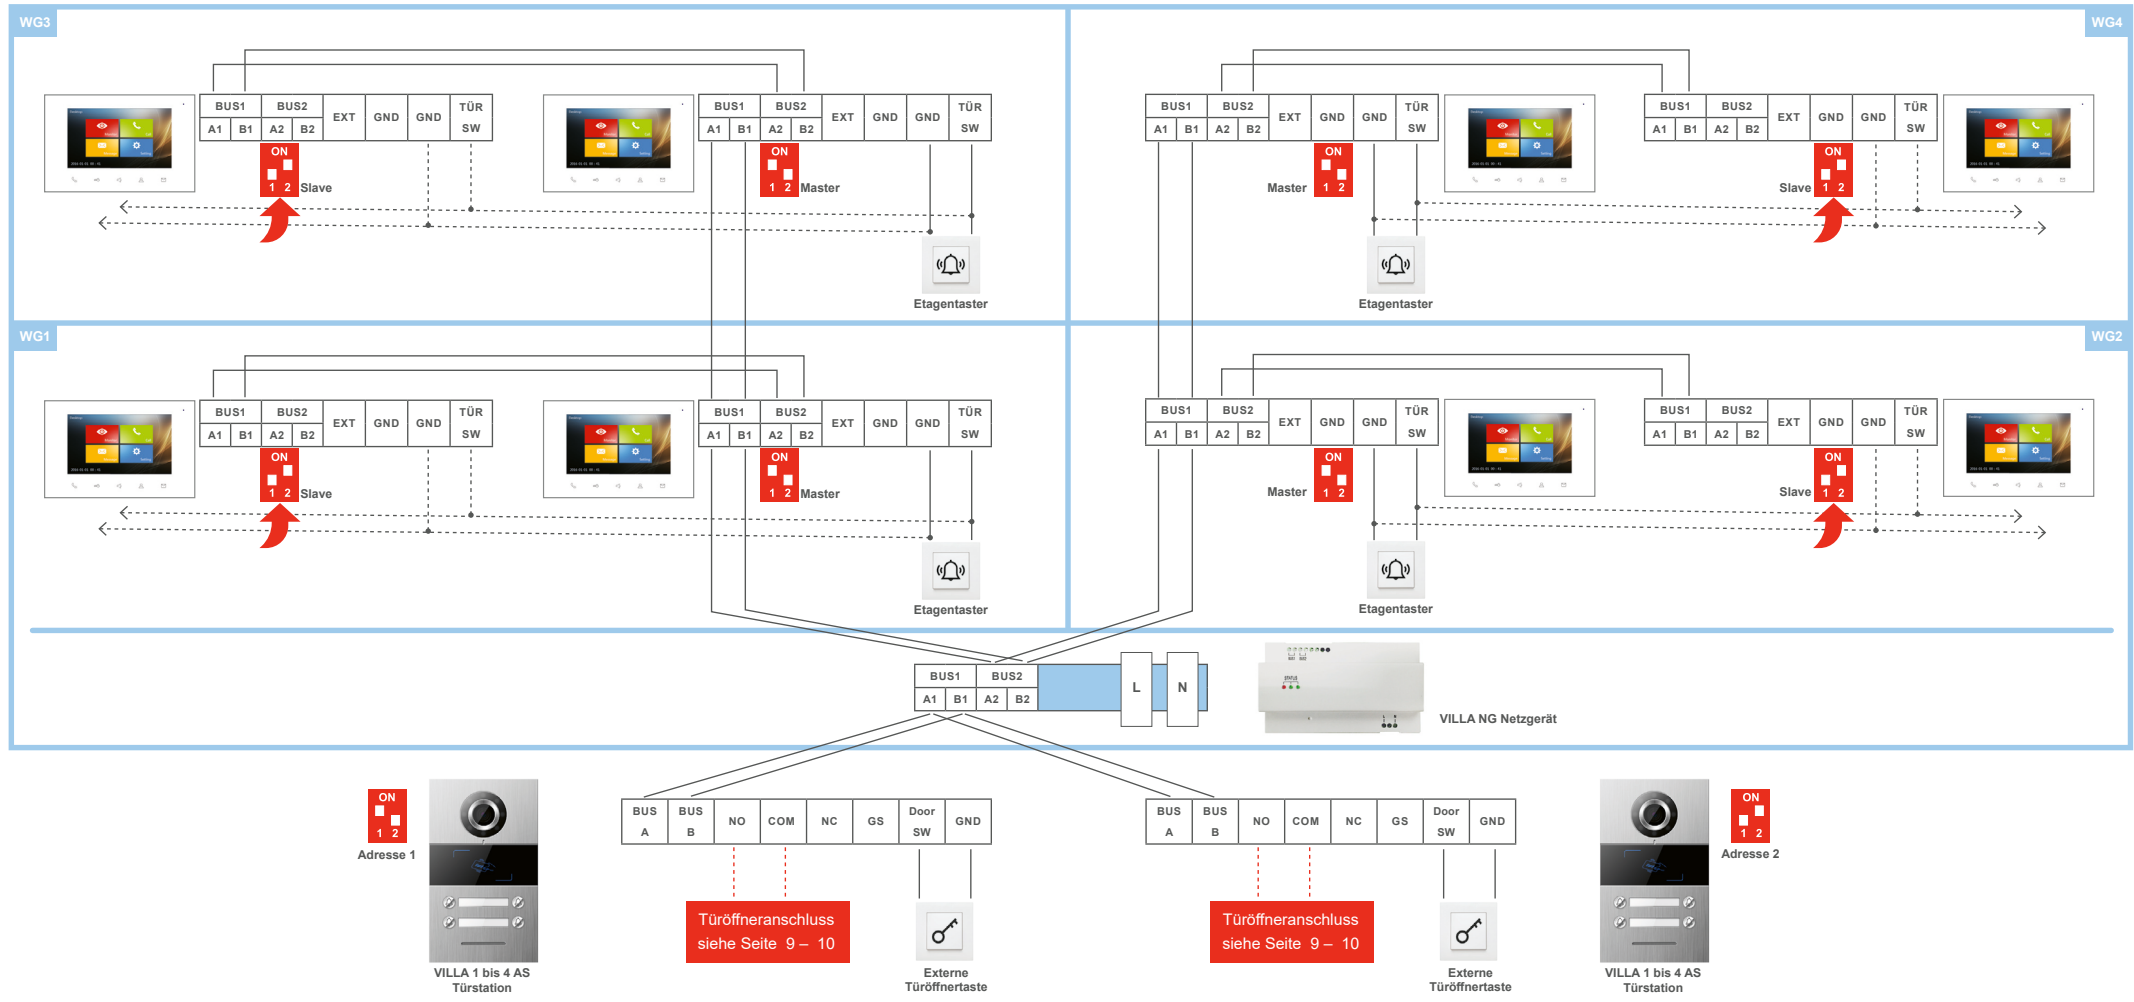 WG3
WG4
BUS1 BUS2 EXT GND GND TÜR SW
A1 B1 A2 B2
BUS1 BUS2 EXT GND GND TÜR SW
A1 B1 A2 B2
BUS1 BUS2 EXT GND GND TÜR SW
A1 B1 A2 B2
BUS1 BUS2 EXT GND GND TÜR SW
A1 B1 A2 B2
ON
1 2 Slave
ON
1 2 Master
ON
Master 1 2
ON
Slave 1 2
Etagentaster
Etagentaster
WG1
WG2
BUS1 BUS2 EXT GND GND TÜR SW
A1 B1 A2 B2
BUS1 BUS2 EXT GND GND TÜR SW
A1 B1 A2 B2
BUS1 BUS2 EXT GND GND TÜR SW
A1 B1 A2 B2
BUS1 BUS2 EXT GND GND TÜR SW
A1 B1 A2 B2
ON
1 2 Slave
ON
1 2 Master
ON
Master 1 2
ON
Slave 1 2
Etagentaster
Etagentaster
BUS1 BUS2
A1 B1 A2 B2
L N
VILLA NG Netzgerät
ON
1 2
Adresse 1
BUS A BUS B NO COM NC GS Door SW GND
BUS A BUS B NO COM NC GS Door SW GND
ON
1 2
Adresse 2
Türöffneranschluss
siehe Seite 9 – 10
Türöffneranschluss
siehe Seite 9 – 10
VILLA 1 bis 4 AS
Türstation
Externe
Türöffnertaste
Externe
Türöffnertaste
VILLA 1 bis 4 AS
Türstation